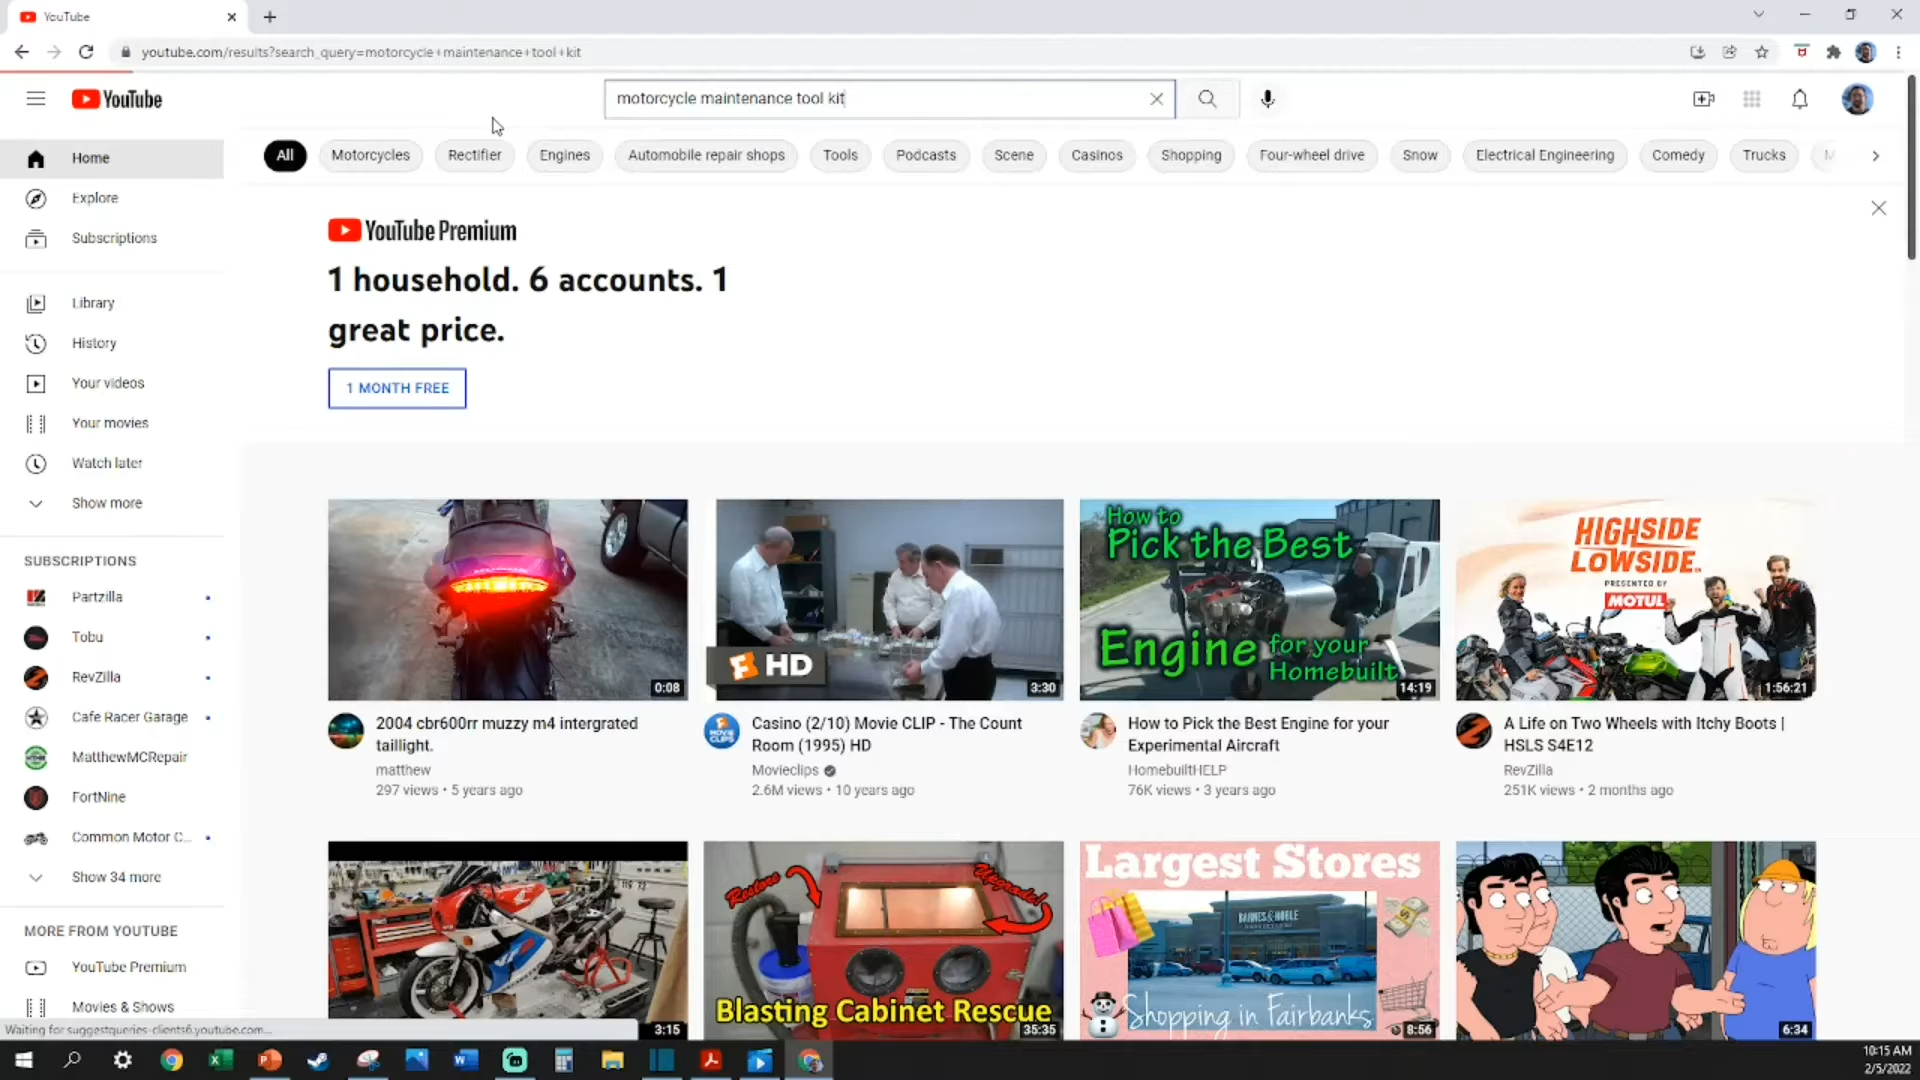 YouTube
youtube.com/results?search_query=motorcycle+maintenance+tool+kit
YouTube
motorcycle maintenance tool kit
Home
Explore
Subscriptions
Library
History
Your videos
Your movies
Watch later
Show more
SUBSCRIPTIONS
Partzilla
Tobu
RevZilla
Cafe Racer Garage
MatthewMCRepair
FortNine
Common Motor C...
Show 34 more
MORE FROM YOUTUBE
YouTube Premium
Movies & Shows
Waiting for suggestqueries-clients6.youtube.com...
All Motorcycles Rectifier Engines Automobile repair shops Tools Podcasts Scene Casinos Shopping Four-wheel drive Snow Electrical Engineering Comedy Trucks M
YouTube Premium
1 household. 6 accounts. 1
great price.
1 MONTH FREE
0:08
2004 cbr600rr muzzy m4 intergrated
taillight.
matthew
297 views • 5 years ago
HD
3:30
MOVIE
CLIPS
Casino (2/10) Movie CLIP - The Count
Room (1995) HD
Movieclips
2.6M views • 10 years ago
How to
Pick the Best
Engine for your
Homebuilt
14:19
How to Pick the Best Engine for your
Experimental Aircraft
HomebuiltHELP
76K views • 3 years ago
HIGHSIDE
LOWSIDE
PRESENTED BY
MOTUL
1:56:21
A Life on Two Wheels with Itchy Boots |
HSLS S4E12
RevZilla
251K views • 2 months ago
3:15
Restore
Upgrade!
Blasting Cabinet Rescue
35:35
Largest Stores
BARNES & NOBLE
Shopping in Fairbanks
8:56
6:34
10:15 AM
2/5/2022